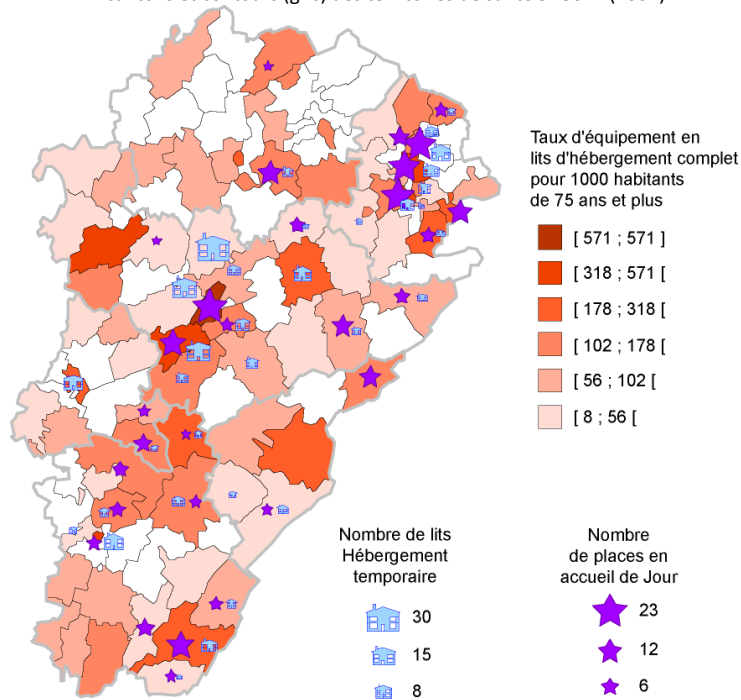 Taux d'équipement en
lits d'hébergement complet
pour 1000 habitants
de 75 ans et plus
[ 571 ; 571 ]
[ 318 ; 571 [
[ 178 ; 318 [
[ 102 ; 178 [
[ 56 ; 102 [
[ 8 ; 56 [
Nombre de lits
Hébergement
temporaire
30
15
8
Nombre
de places en
accueil de Jour
23
12
6